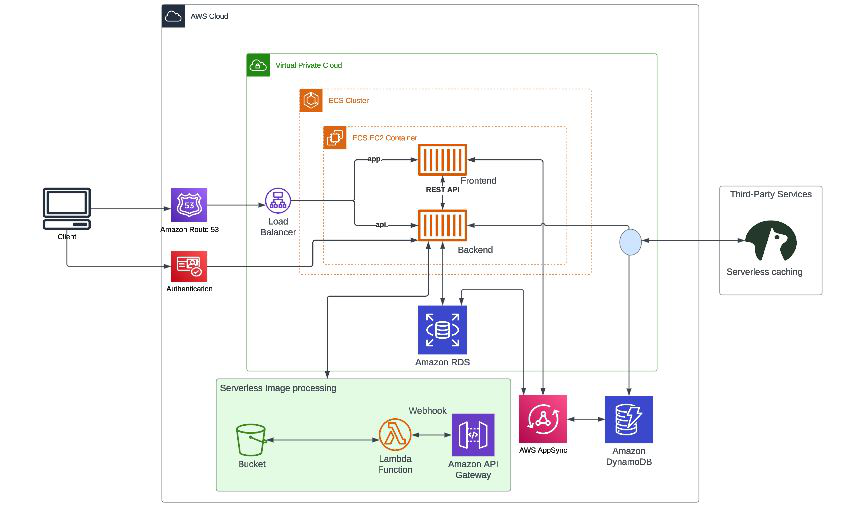 AWS Cloud
Virtual Private Cloud
ECS Cluster
ECS EC2 Container
app.
Frontend
REST API
Third-Party Services
53
Client
Amazon Route 53
Load
Balancer
api.
Backend
Serverless caching
Authentication
Amazon RDS
Serverless Image processing
Webhook
Bucket
Lambda
Function
Amazon API
Gateway
AWS AppSync
Amazon
DynamoDB